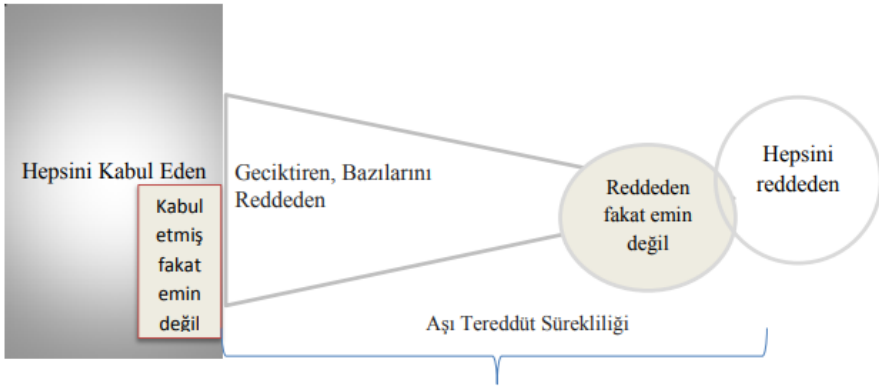 Hepsini Kabul Eden
Kabul
etmiş
fakat
emin
değil
Geciktiren, Bazılarını
Reddeden
Reddeden
fakat emin
değil
Hepsini
reddeden
Aşı Tereddüt Sürekliliği